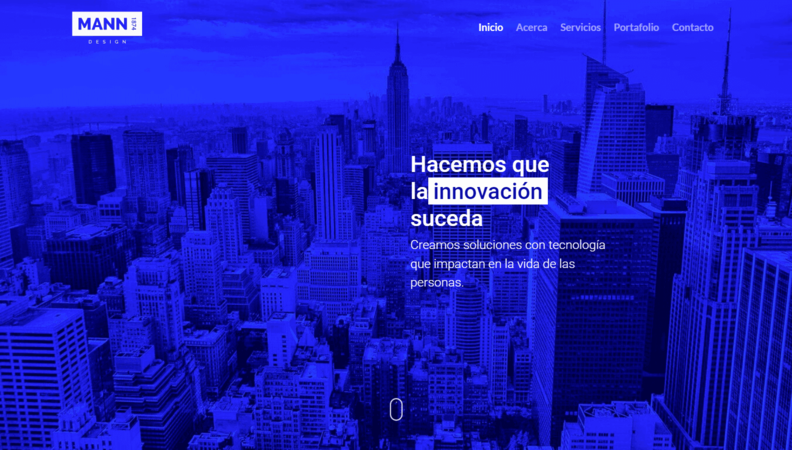 MANN 1874
DESIGN
Inicio Acerca Servicios Portafolio Contacto
Hacemos que
la innovación
suceda
Creamos soluciones con tecnología
que impactan en la vida de las
personas.